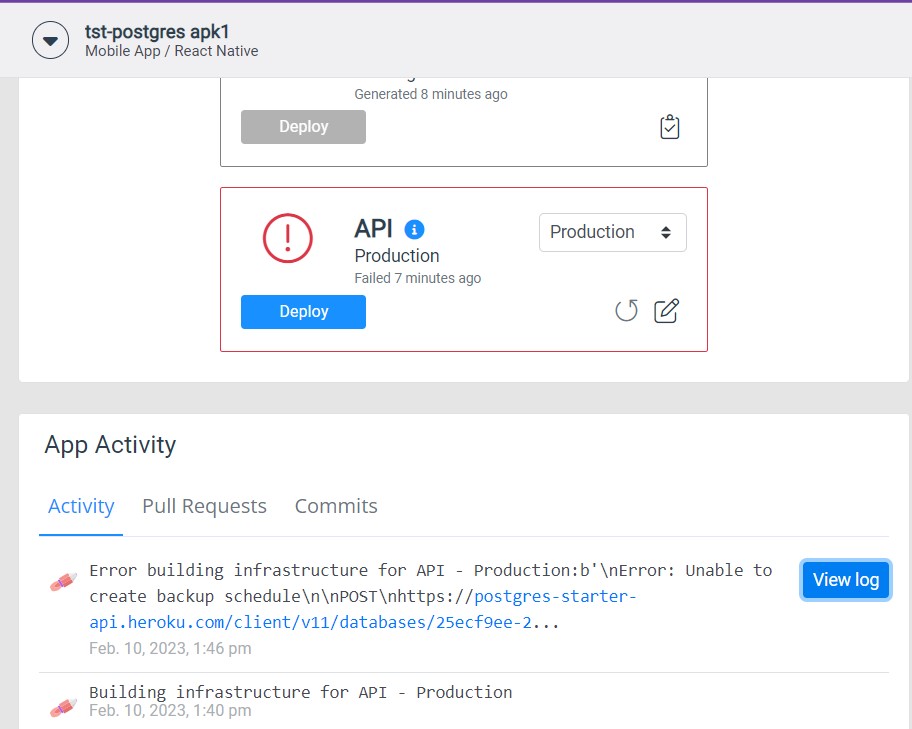 tst-postgres apk1
Mobile App / React Native
Generated 8 minutes ago
Deploy
API
Production
Production
Failed 7 minutes ago
Deploy
App Activity
Activity Pull Requests Commits
Error building infrastructure for API - Production:b'\nError: Unable to
create backup schedule\n\nPOST\nhttps://postgres-starter-
api.heroku.com/client/v11/databases/25ecf9ee-2...
View log
Feb. 10, 2023, 1:46 pm
Building infrastructure for API - Production
Feb. 10, 2023, 1:40 pm